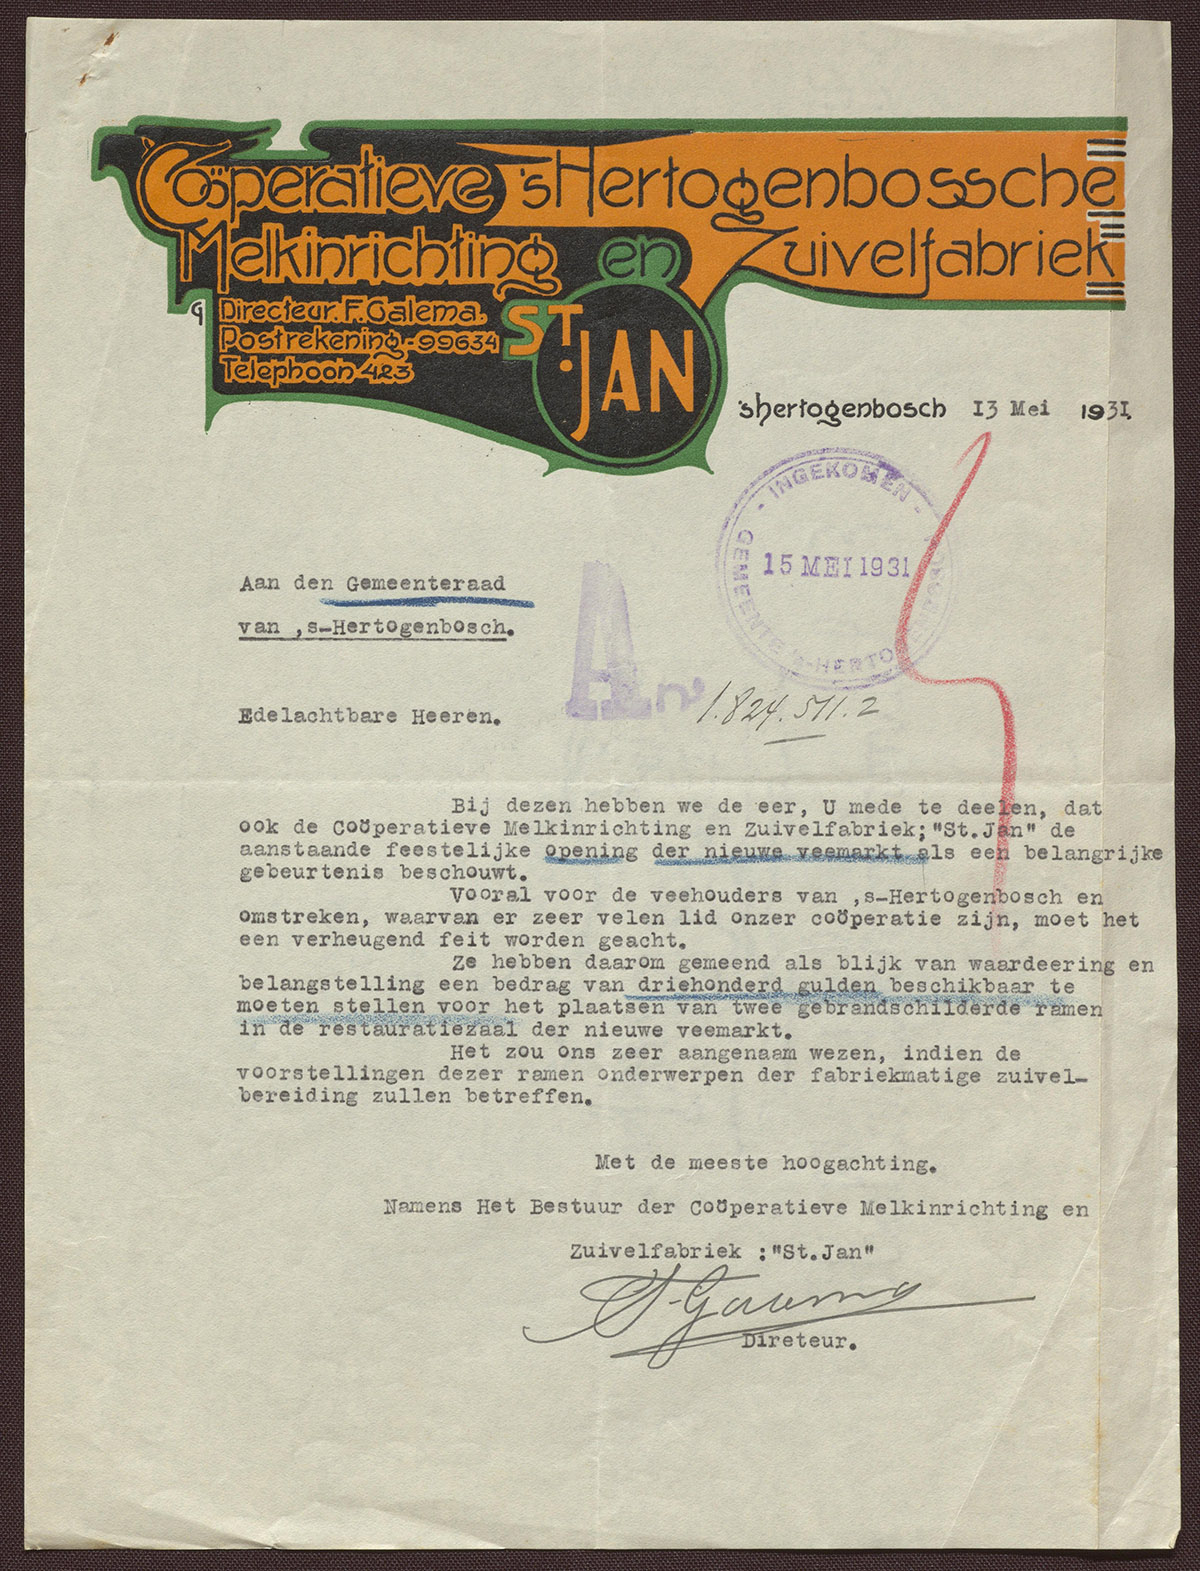 Coöperatieve 'sHertogenbossche
Melkinrichting en Zuivelfabriek
Directeur. F. Galema.
Postrekening-99634
Telephoon 423
ST. JAN
'sHertogenbosch 13 Mei 1931.
- INGEKOMEN -
15 MEI 1931
GEMEENTE 's-HERTO
Aan den Gemeenteraad
van ,s-Hertogenbosch.
A no
1.824.511.2
Edelachtbare Heeren.
Bij dezen hebben we de eer, U mede te deelen, dat
ook de Coöperatieve Melkinrichting en Zuivelfabriek; "St.Jan" de
aanstaande feestelijke opening der nieuwe veemarkt als een belangrijke
gebeurtenis beschouwt.
Vooral voor de veehouders van ,s-Hertogenbosch en
omstreken, waarvan er zeer velen lid onzer coöperatie zijn, moet het
een verheugend feit worden geacht.
Ze hebben daarom gemeend als blijk van waardeering en
belangstelling een bedrag van driehonderd gulden beschikbaar te
moeten stellen voor het plaatsen van twee gebrandschilderde ramen
in de restauratiezaal der nieuwe veemarkt.
Het zou ons zeer aangenaam wezen, indien de
voorstellingen dezer ramen onderwerpen der fabriekmatige zuivel-
bereiding zullen betreffen.
Met de meeste hoogachting.
Namens Het Bestuur der Coöperatieve Melkinrichting en
Zuivelfabriek :"St.Jan"
Direteur.